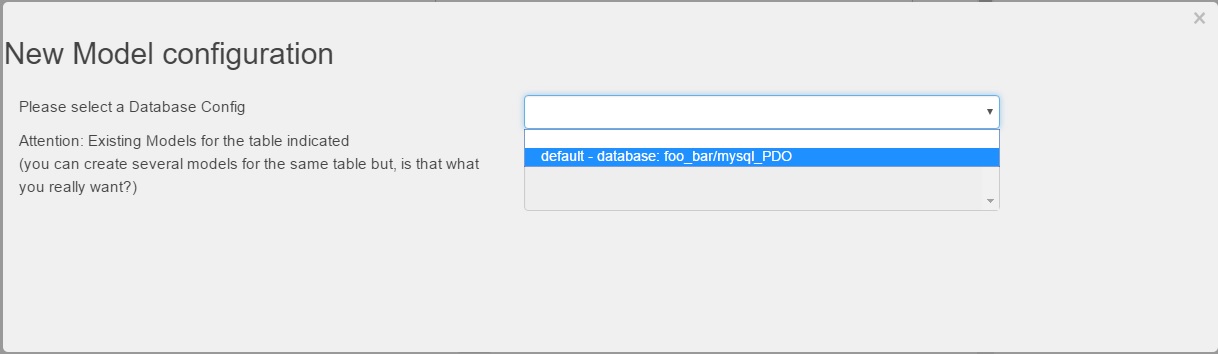 ×
New Model configuration
Please select a Database Config
Attention: Existing Models for the table indicated
(you can create several models for the same table but, is that what
you really want?)
default - database: foo_bar/mysql_PDO